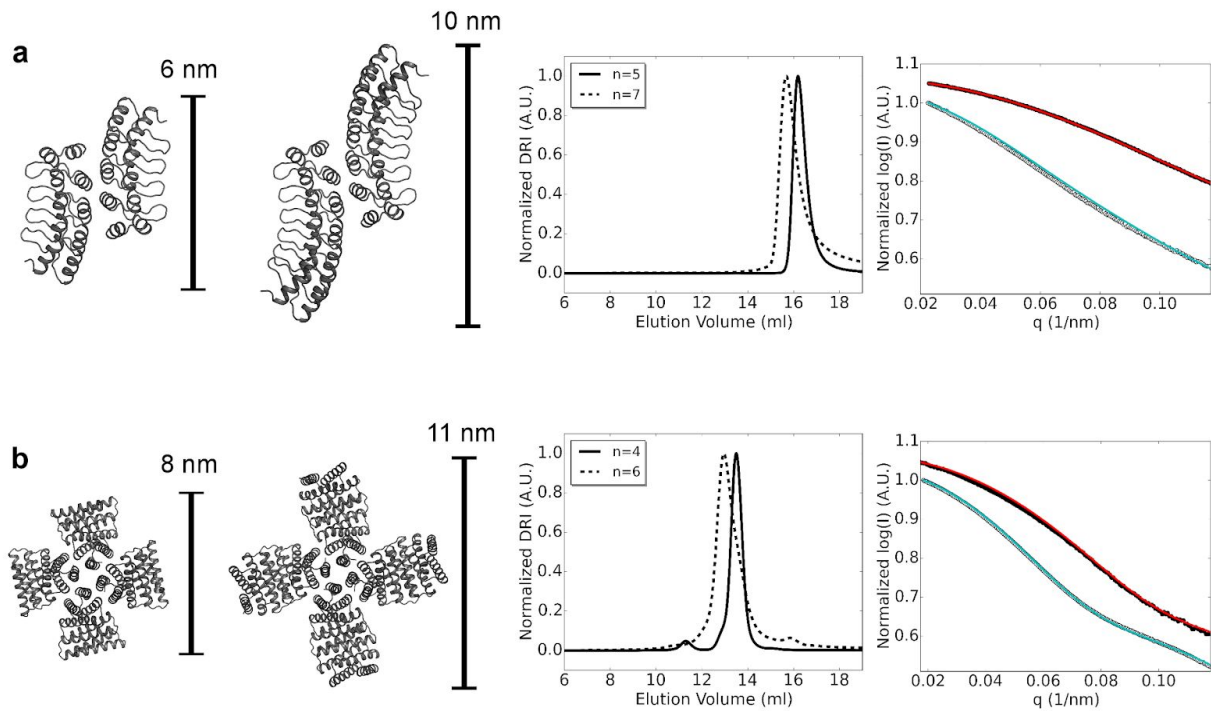 a
6 nm
10 nm
n=5
n=7
Normalized DRI (A.U.)
1.0
0.8
0.6
0.4
0.2
0.0
6 8 10 12 14 16 18
Elution Volume (ml)
Normalized log(I) (A.U.)
1.1
1.0
0.9
0.8
0.7
0.6
0.02 0.04 0.06 0.08 0.10
q (1/nm)
b
8 nm
11 nm
n=4
n=6
Normalized DRI (A.U.)
1.0
0.8
0.6
0.4
0.2
0.0
6 8 10 12 14 16 18
Elution Volume (ml)
Normalized log(I) (A.U.)
1.1
1.0
0.9
0.8
0.7
0.6
0.02 0.04 0.06 0.08 0.10
q (1/nm)